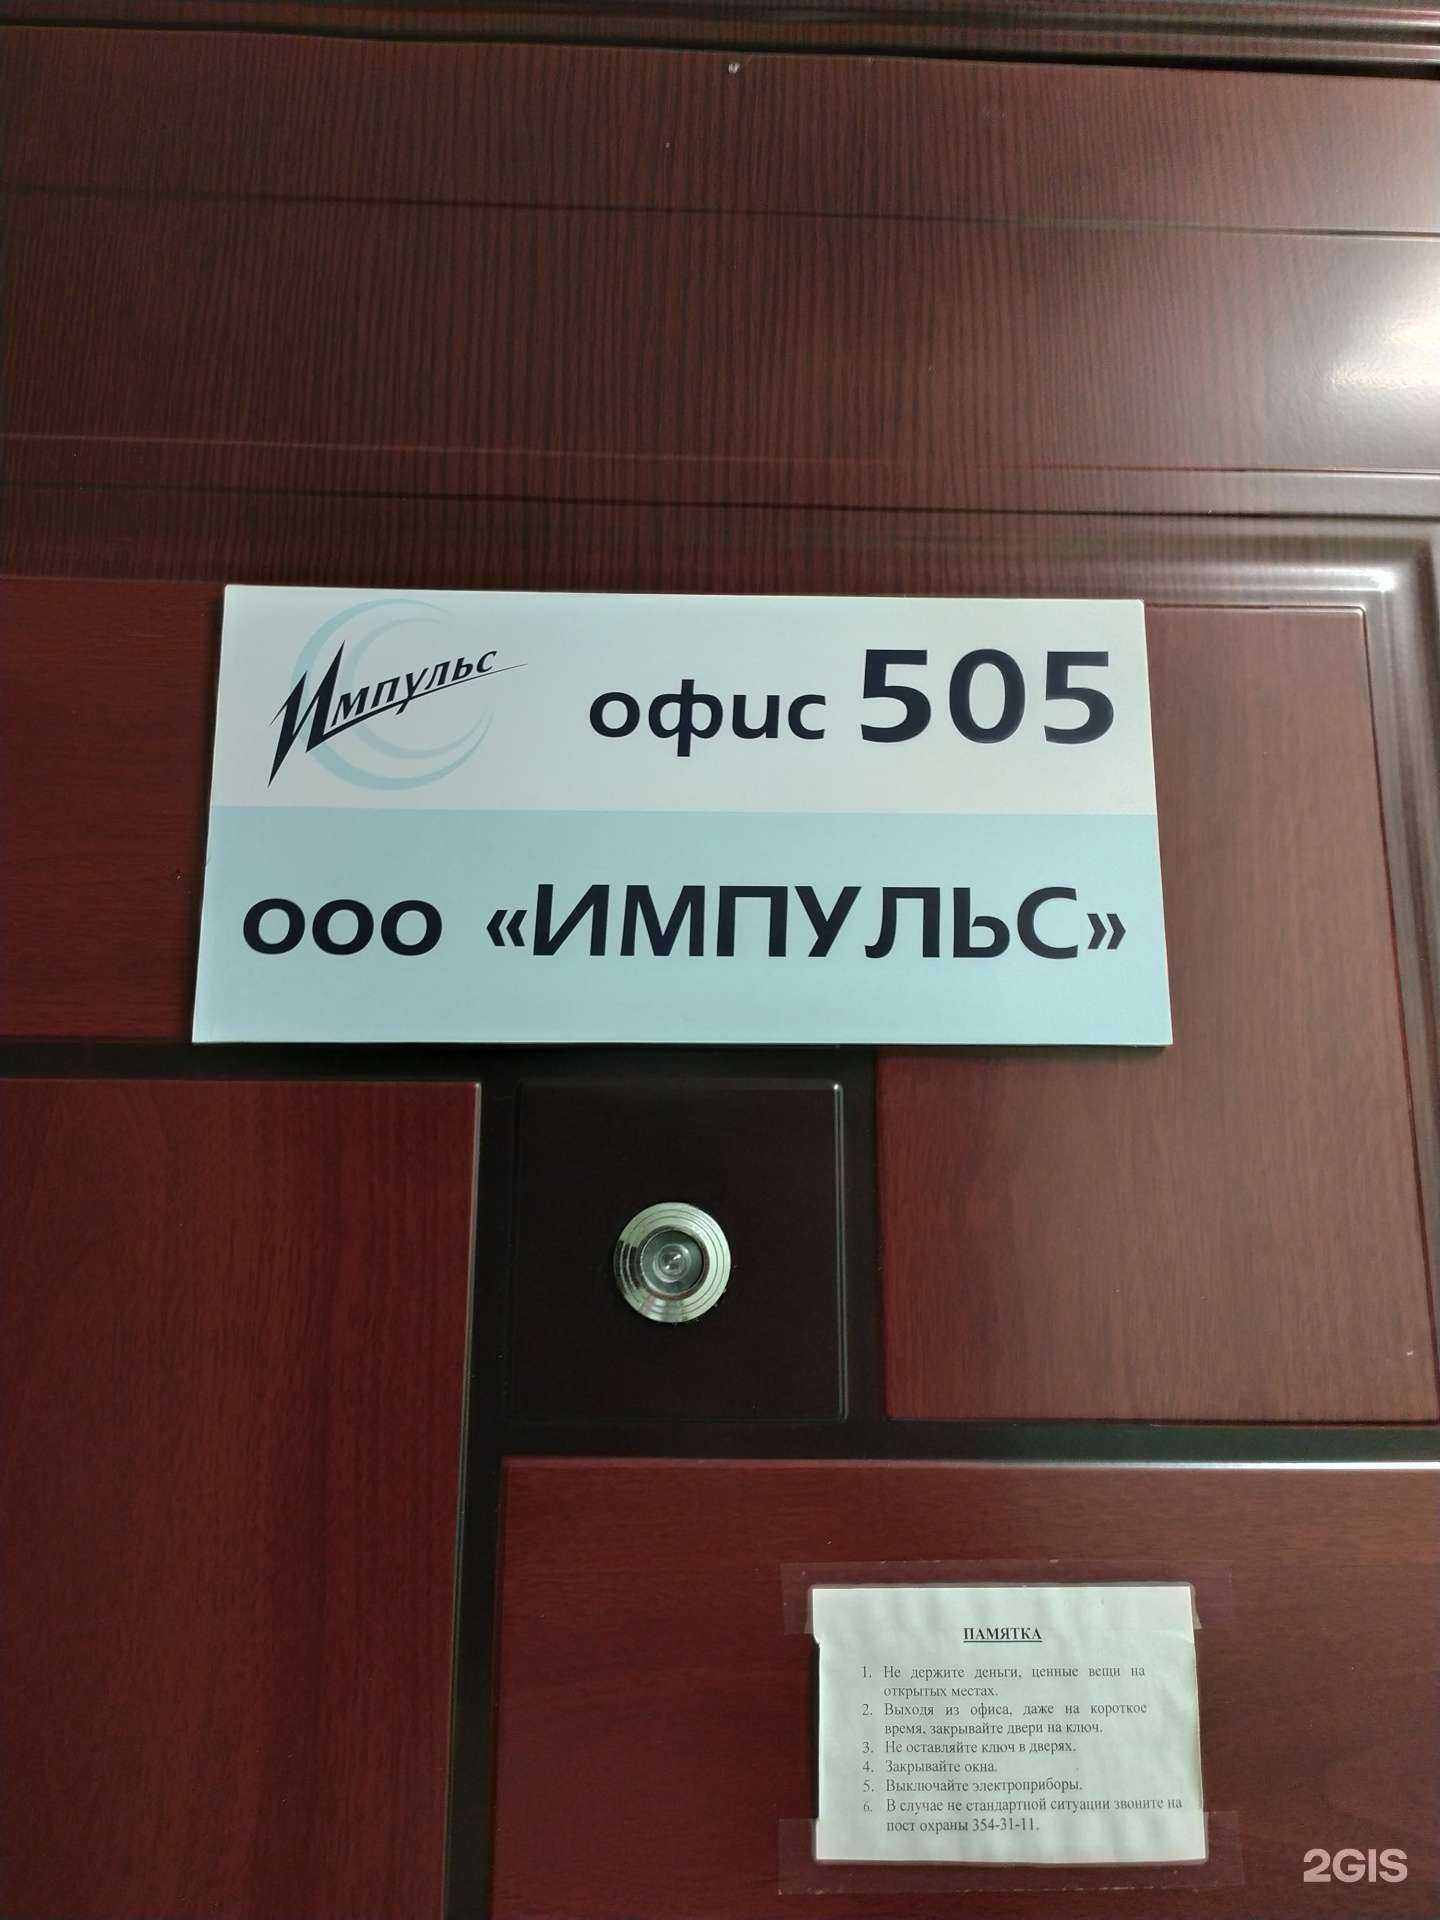 Импульс
офис 505
ооо «ИМПУЛЬС»
ПАМЯТКА
1. Не держите деньги, ценные вещи на
открытых местах.
2. Выходя из офиса, даже на короткое
время, закрывайте двери на ключ.
3. Не оставляйте ключ в дверях.
4. Закрывайте окна.
5. Выключайте электроприборы.
6. В случае не стандартной ситуации звоните на
пост охраны 354-31-11.
2GIS